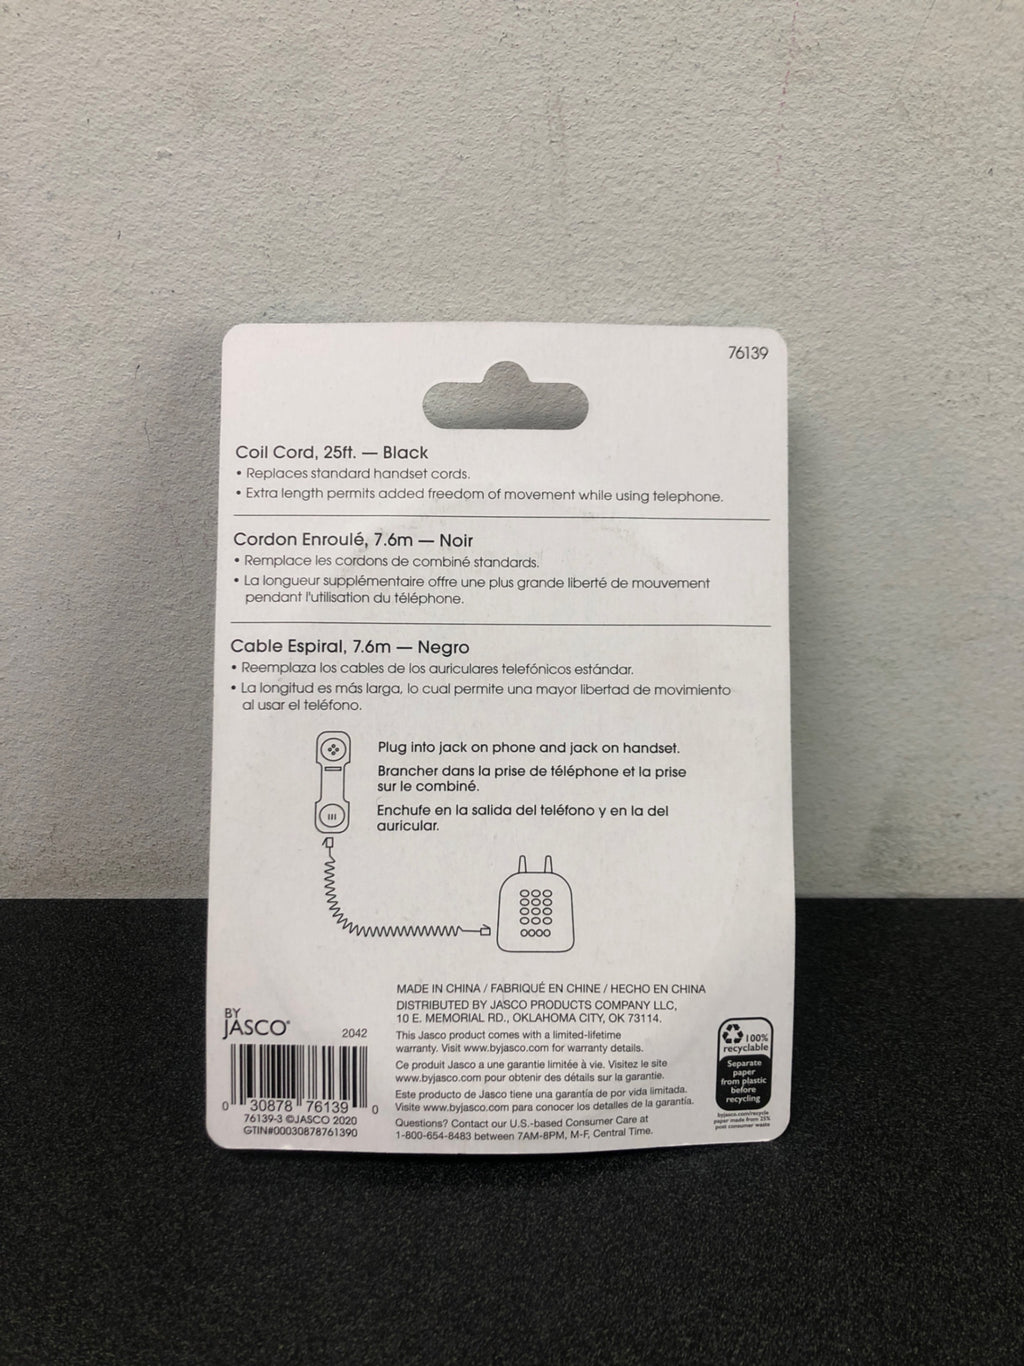 76139
Coil Cord, 25ft. — Black
• Replaces standard handset cords.
• Extra length permits added freedom of movement while using telephone.
Cordon Enroulé, 7.6m — Noir
• Remplace les cordons de combiné standards.
• La longueur supplémentaire offre une plus grande liberté de mouvement
pendant l'utilisation du téléphone.
Cable Espiral, 7.6m — Negro
• Reemplaza los cables de los auriculares telefónicos estándar.
• La longitud es más larga, lo cual permite una mayor libertad de movimiento
al usar el teléfono.
Plug into jack on phone and jack on handset.
Brancher dans la prise de téléphone et la prise
sur le combiné.
Enchufe en la salida del teléfono y en la del
auricular.
MADE IN CHINA / FABRIQUÉ EN CHINE / HECHO EN CHINA
DISTRIBUTED BY JASCO PRODUCTS COMPANY LLC,
10 E. MEMORIAL RD., OKLAHOMA CITY, OK 73114.
This Jasco product comes with a limited-lifetime
warranty. Visit www.byjasco.com for warranty details.
Ce produit Jasco a une garantie limitée à vie. Visitez le site
www.byjasco.com pour obtenir des détails sur la garantie.
Este producto de Jasco tiene una garantía de por vida limitada.
Visite www.byjasco.com para conocer los detalles de la garantía.
Questions? Contact our U.S.-based Consumer Care at
1-800-654-8483 between 7AM-8PM, M-F, Central Time.
BY
JASCO®
2042
0 30878 76139 0
76139-3 ©JASCO 2020
GTIN#00030878761390
100%
recyclable
Separate
paper
from plastic
before
recycling
byjasco.com/recycle
paper made from 25%
post consumer waste